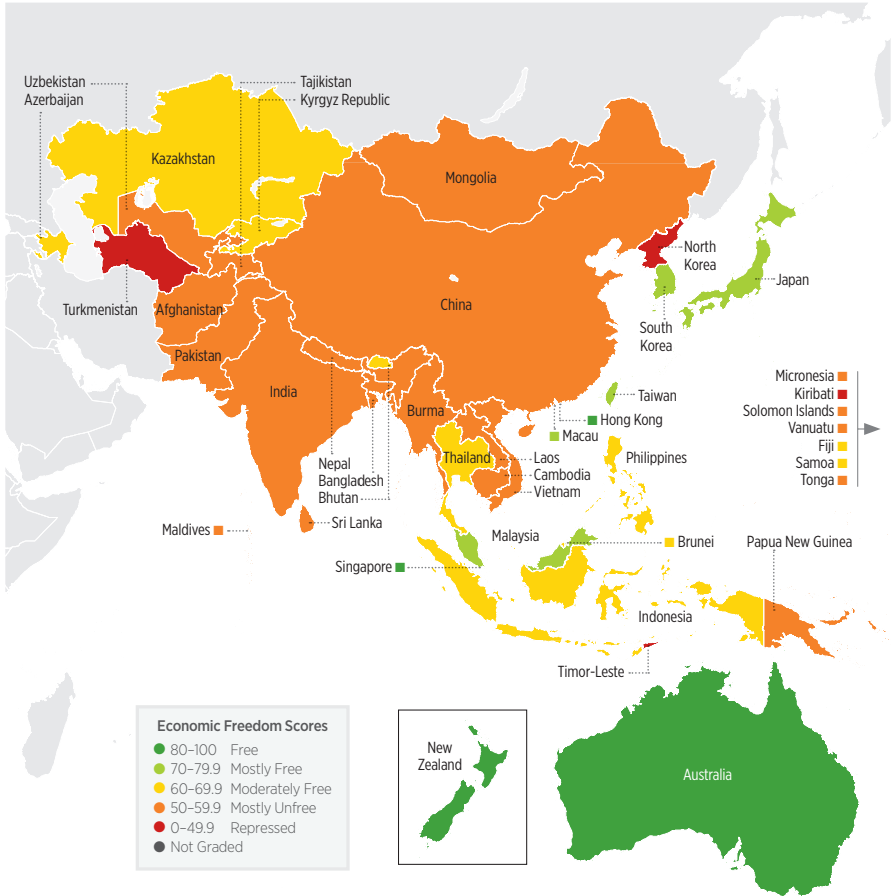 Uzbekistan
Azerbaijan
Tajikistan
Kyrgyz Republic
Kazakhstan
Mongolia
North
Korea
Japan
Turkmenistan
Afghanistan
China
South
Korea
Pakistan
India
Burma
Taiwan
Hong Kong
Macau
Micronesia
Kiribati
Solomon Islands
Vanuatu
Fiji
Samoa
Tonga
Thailand
Laos
Cambodia
Vietnam
Philippines
Nepal
Bangladesh
Bhutan
Maldives
Sri Lanka
Malaysia
Brunei
Papua New Guinea
Singapore
Indonesia
Timor-Leste
Economic Freedom Scores
80–100 Free
70–79.9 Mostly Free
60–69.9 Moderately Free
50–59.9 Mostly Unfree
0–49.9 Repressed
Not Graded
New
Zealand
Australia